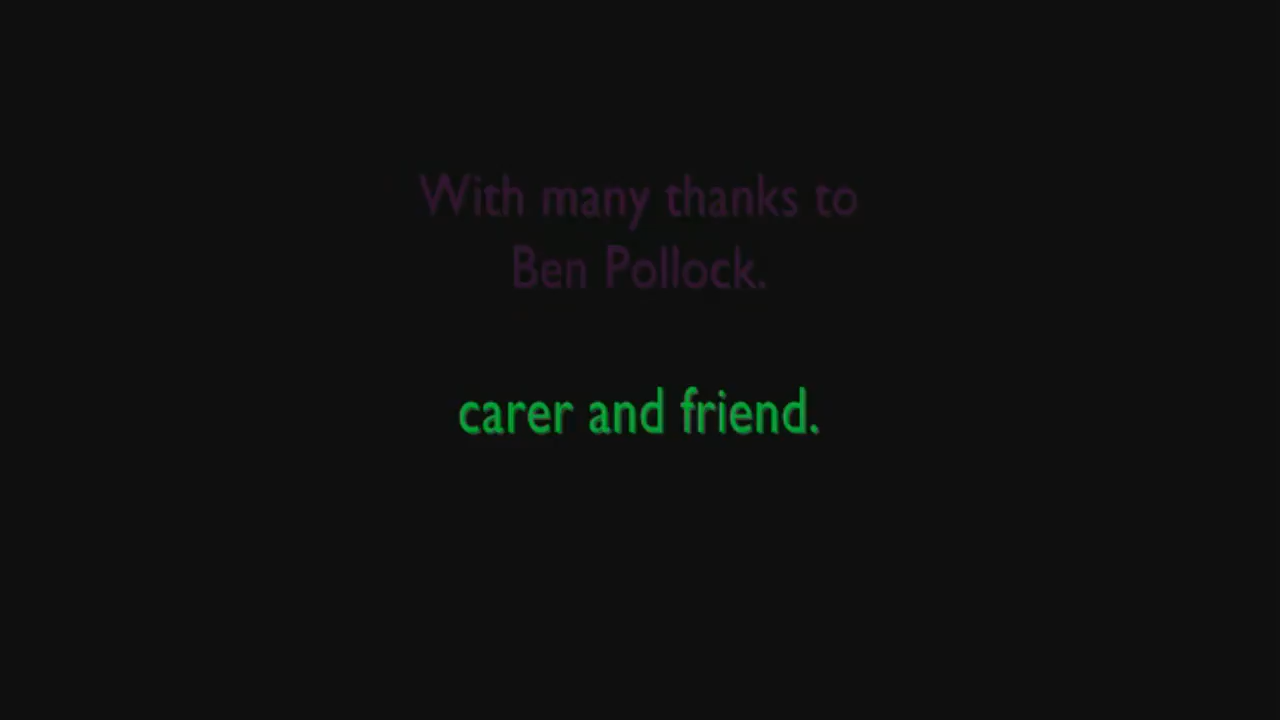 With many thanks to
Ben Pollock.
carer and friend.